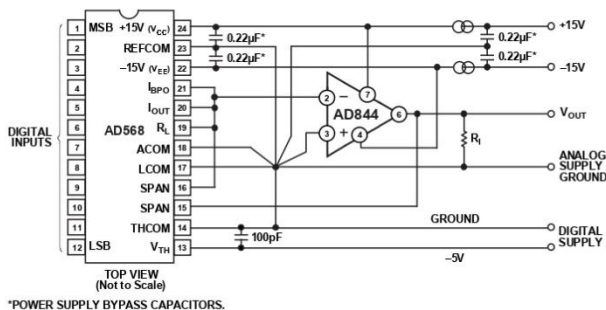 1 MSB +15V (VCC) 24
2 REFCOM 23
3 –15V (VEE) 22
4 IBPO 21
5 IOUT 20
6 AD568 RL 19
7 ACOM 18
8 LCOM 17
9 SPAN 16
10 SPAN 15
11 THCOM 14
12 LSB VTH 13
DIGITAL
INPUTS
TOP VIEW
(Not to Scale)
0.22µF*
0.22µF*
0.22µF*
0.22µF*
100pF
2 –
3 +
AD844
7
4
6
RL
+15V
–15V
VOUT
ANALOG
SUPPLY
GROUND
GROUND
DIGITAL
SUPPLY
–5V
*POWER SUPPLY BYPASS CAPACITORS.